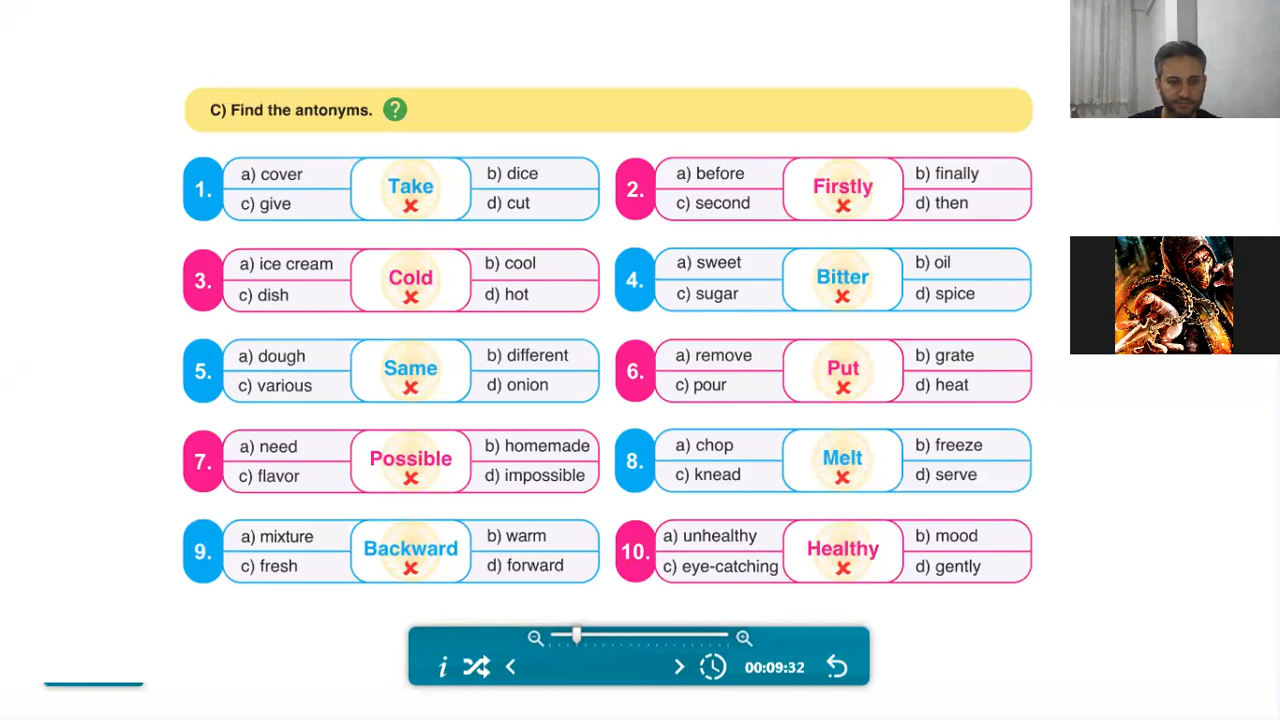 C) Find the antonyms. ?
1. a) cover Take b) dice
c) give d) cut
2. a) before Firstly b) finally
c) second d) then
3. a) ice cream Cold b) cool
c) dish d) hot
4. a) sweet Bitter b) oil
c) sugar d) spice
5. a) dough Same b) different
c) various d) onion
6. a) remove Put b) grate
c) pour d) heat
7. a) need Possible b) homemade
c) flavor d) impossible
8. a) chop Melt b) freeze
c) knead d) serve
9. a) mixture Backward b) warm
c) fresh d) forward
10. a) unhealthy Healthy b) mood
c) eye-catching d) gently
i 00:09:32